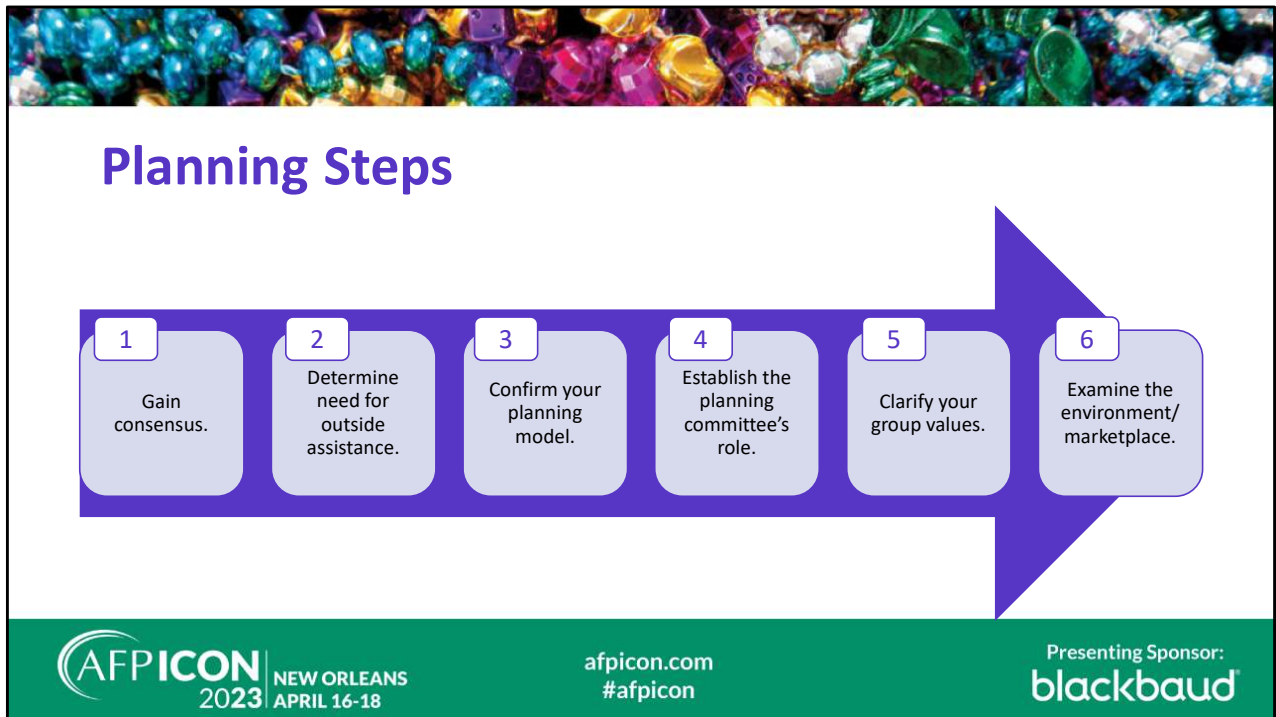 Planning Steps
1
Gain
consensus.
2
Determine
need for
outside
assistance.
3
Confirm your
planning
model.
4
Establish the
planning
committee’s
role.
5
Clarify your
group values.
6
Examine the
environment/
marketplace.
AFPICON
2023
NEW ORLEANS
APRIL 16-18
afpicon.com
#afpicon
Presenting Sponsor:
blackbaud